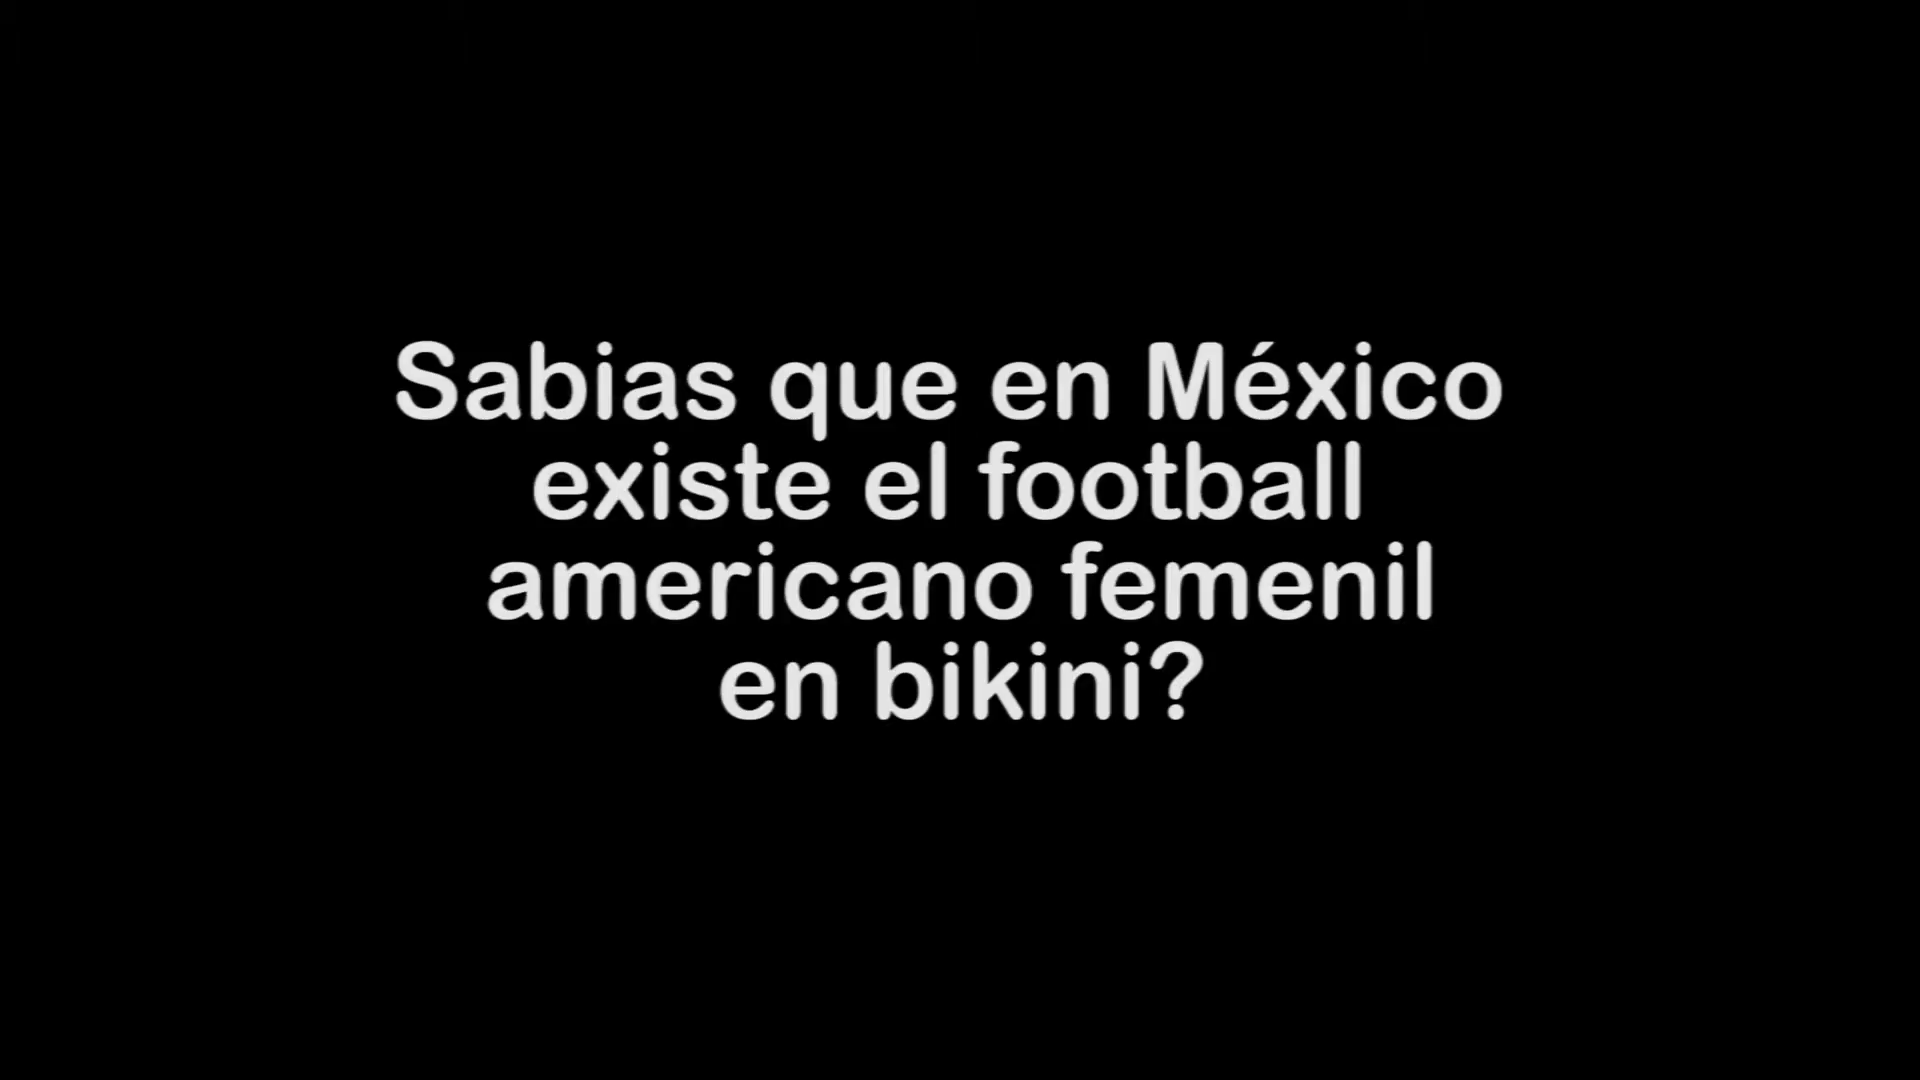 Sabias que en México
existe el football
americano femenil
en bikini?